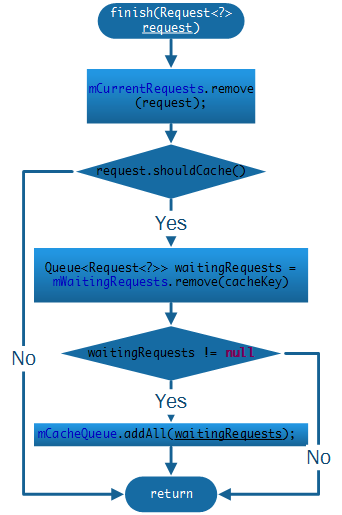 finish(Request<?>
request)
mCurrentRequests.remove
(request);
request.shouldCache()
Yes
Queue<Request<?>> waitingRequests =
mWaitingRequests.remove(cacheKey)
waitingRequests != null
No
Yes
mCacheQueue.addAll(waitingRequests);
No
return